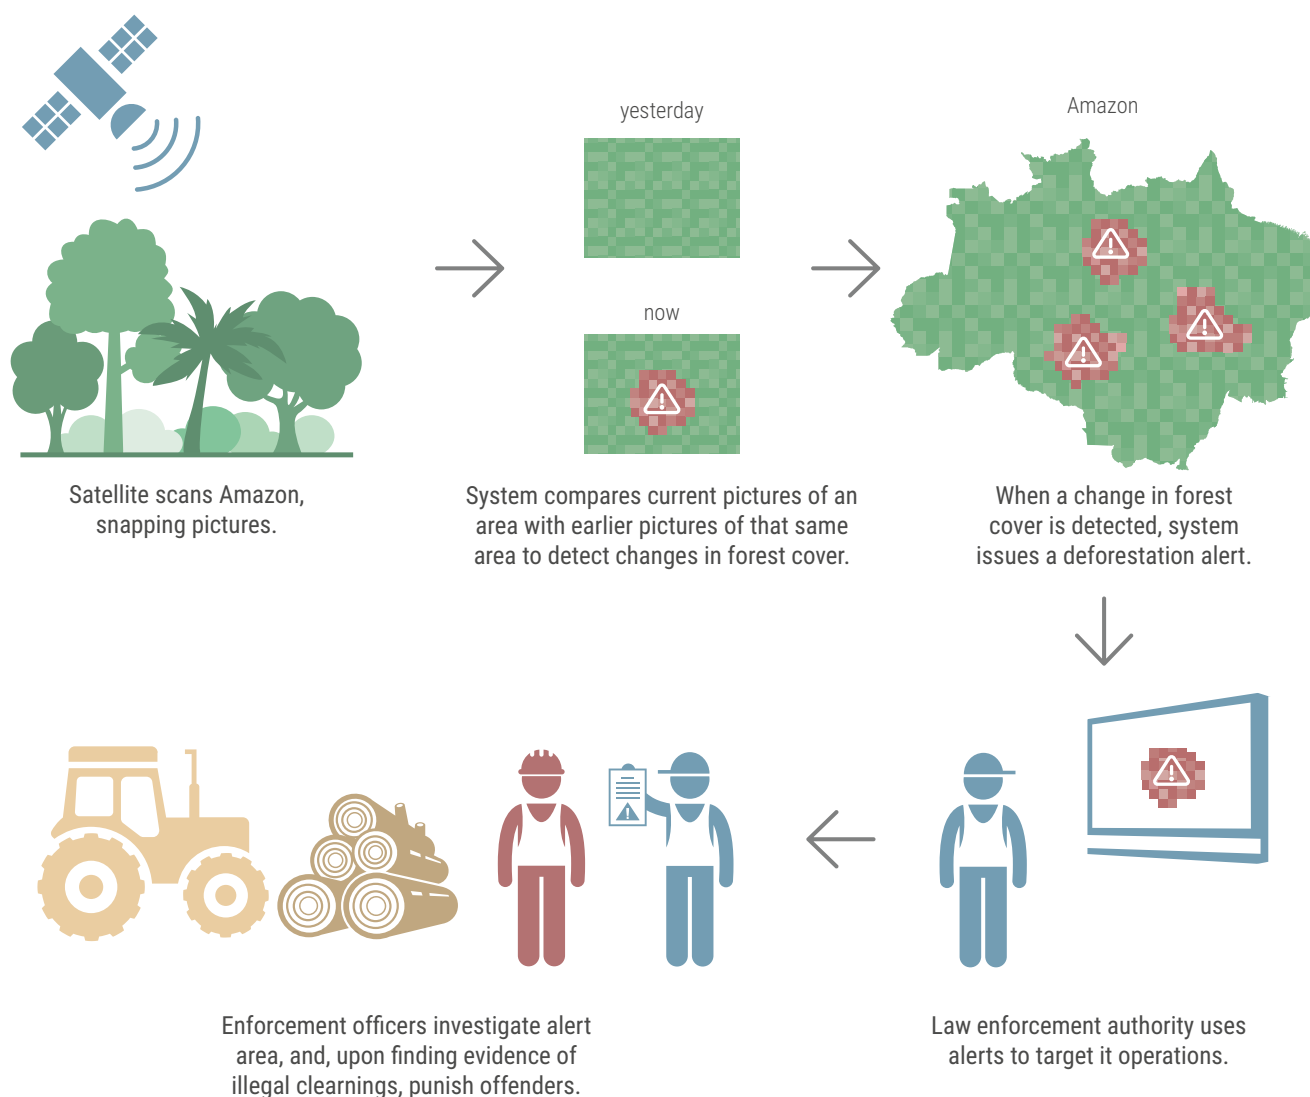 Satellite scans Amazon,
snapping pictures.
yesterday
now
System compares current pictures of an
area with earlier pictures of that same
area to detect changes in forest cover.
Amazon
When a change in forest
cover is detected, system
issues a deforestation alert.
Law enforcement authority uses
alerts to target it operations.
Enforcement officers investigate alert
area, and, upon finding evidence of
illegal clearnings, punish offenders.